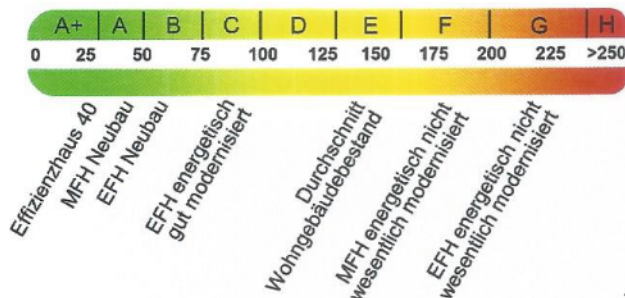 A+ A B C D E F G H
0 25 50 75 100 125 150 175 200 225 >250
Effizienzhaus 40
MFH Neubau
EFH Neubau
EFH energetisch
gut modernisiert
Durchschnitt
Wohngebäudebestand
MFH energetisch nicht
wesentlich modernisiert
EFH energetisch nicht
wesentlich modernisiert